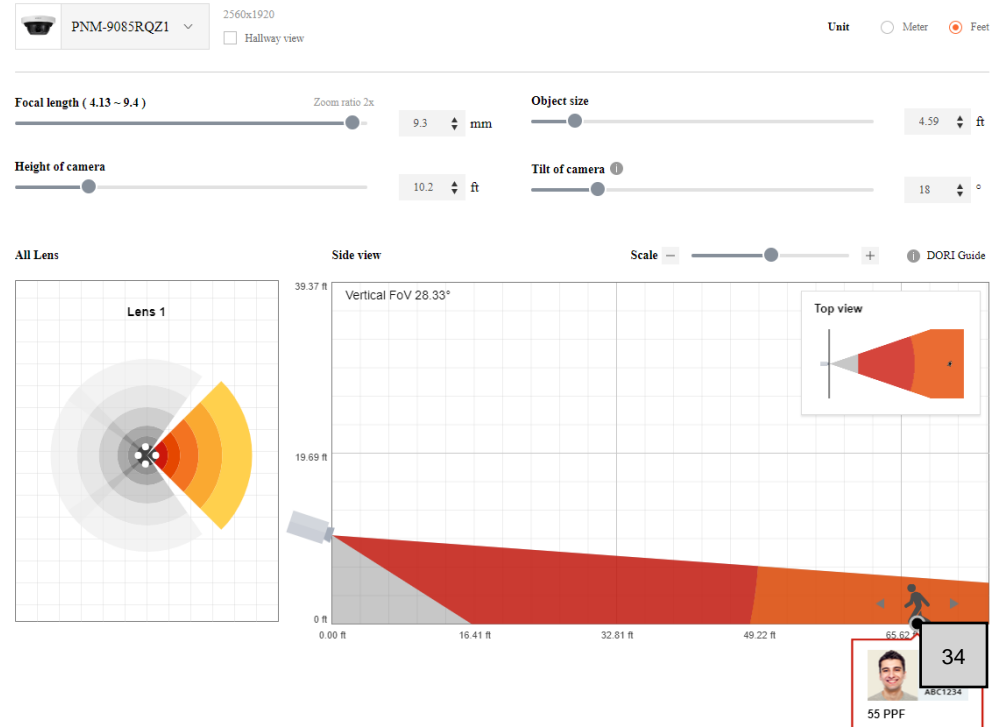 2560x1920
PNM-9085RQZ1
Hallway view
Unit
Meter
Feet
Focal length ( 4.13 ~ 9.4 )
Zoom ratio 2x
9.3
mm
Object size
4.59
ft
Height of camera
10.2
ft
Tilt of camera
18
°
All Lens
Side view
Scale
DORI Guide
Lens 1
39.37 ft
Vertical FoV 28.33°
Top view
19.69 ft
0 ft
0.00 ft
16.41 ft
32.81 ft
49.22 ft
65.62
34
ABC1234
55 PPF